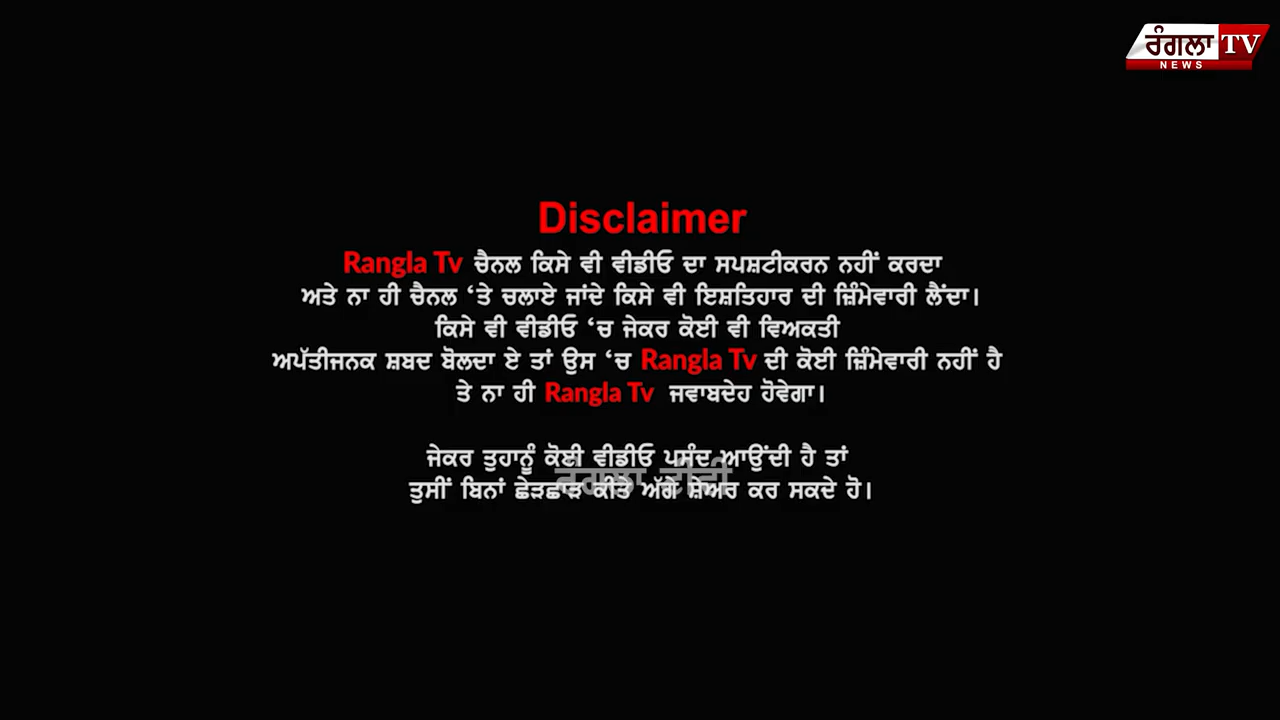 ਰੰਗਲਾ TV
NEWS
Disclaimer
Rangla Tv ਚੈਨਲ ਕਿਸੇ ਵੀ ਵੀਡੀਓ ਦਾ ਸਪਸ਼ਟੀਕਰਨ ਨਹੀਂ ਕਰਦਾ
ਅਤੇ ਨਾ ਹੀ ਚੈਨਲ ‘ਤੇ ਚਲਾਏ ਜਾਂਦੇ ਕਿਸੇ ਵੀ ਇਸ਼ਤਿਹਾਰ ਦੀ ਜ਼ਿੰਮੇਵਾਰੀ ਲੈਂਦਾ।
ਕਿਸੇ ਵੀ ਵੀਡੀਓ ‘ਚ ਜੇਕਰ ਕੋਈ ਵੀ ਵਿਅਕਤੀ
ਅਪੱਤੀਜਨਕ ਸ਼ਬਦ ਬੋਲਦਾ ਏ ਤਾਂ ਉਸ ‘ਚ Rangla Tv ਦੀ ਕੋਈ ਜ਼ਿੰਮੇਵਾਰੀ ਨਹੀਂ ਹੈ
ਤੇ ਨਾ ਹੀ Rangla Tv ਜਵਾਬਦੇਹ ਹੋਵੇਗਾ।
ਜੇਕਰ ਤੁਹਾਨੂੰ ਕੋਈ ਵੀਡੀਓ ਪਸੰਦ ਆਉਂਦੀ ਹੈ ਤਾਂ
ਰੰਗਲਾ ਟੀਵੀ
ਤੁਸੀਂ ਬਿਨਾਂ ਛੇੜਛਾੜ ਕੀਤੇ ਅੱਗੇ ਸ਼ੇਅਰ ਕਰ ਸਕਦੇ ਹੋ।